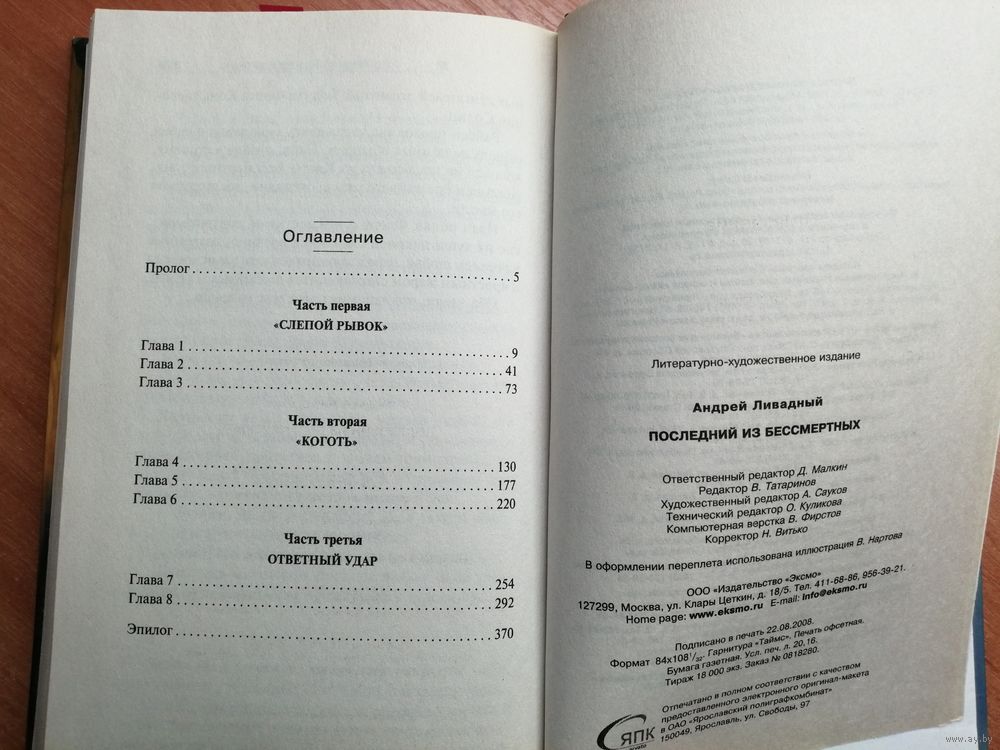 Оглавление
Пролог ........ 5
Часть первая
«СЛЕПОЙ РЫВОК»
Глава 1 ........ 9
Глава 2 ........ 41
Глава 3 ........ 73
Часть вторая
«КОГОТЬ»
Глава 4 ........ 130
Глава 5 ........ 177
Глава 6 ........ 220
Часть третья
ОТВЕТНЫЙ УДАР
Глава 7 ........ 254
Глава 8 ........ 292
Эпилог ........ 370
Литературно-художественное издание
Андрей Ливадный
ПОСЛЕДНИЙ ИЗ БЕССМЕРТНЫХ
Ответственный редактор Д. Малкин
Редактор В. Татаринов
Художественный редактор А. Сауков
Технический редактор О. Куликова
Компьютерная верстка В. Фирстов
Корректор Н. Витько
В оформлении переплета использована иллюстрация В. Нартова
ООО «Издательство «Эксмо»
127299, Москва, ул. Клары Цеткин, д. 18/5. Тел. 411-68-86, 956-39-21.
Home page: www.eksmo.ru E-mail: info@eksmo.ru
Подписано в печать 22.08.2008.
Формат 84x108 1/32. Гарнитура "Таймс". Печать офсетная.
Бумага газетная. Усл. печ. л. 20,16.
Тираж 18 000 экз. Заказ № 0818280.
Отпечатано в полном соответствии с качеством
предоставленного электронного оригинал-макета
в ОАО «Ярославский полиграфкомбинат»
150049, Ярославль, ул. Свободы, 97
ЯПК
www.ay.by